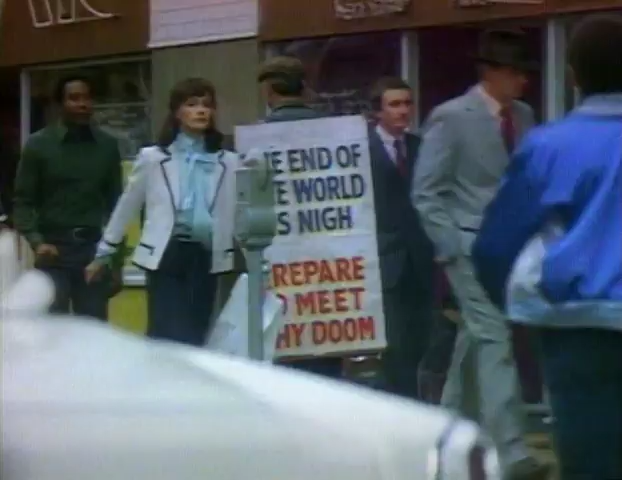 E END OF
E WORLD
S NIGH
REPARE
O MEET
HY DOOM